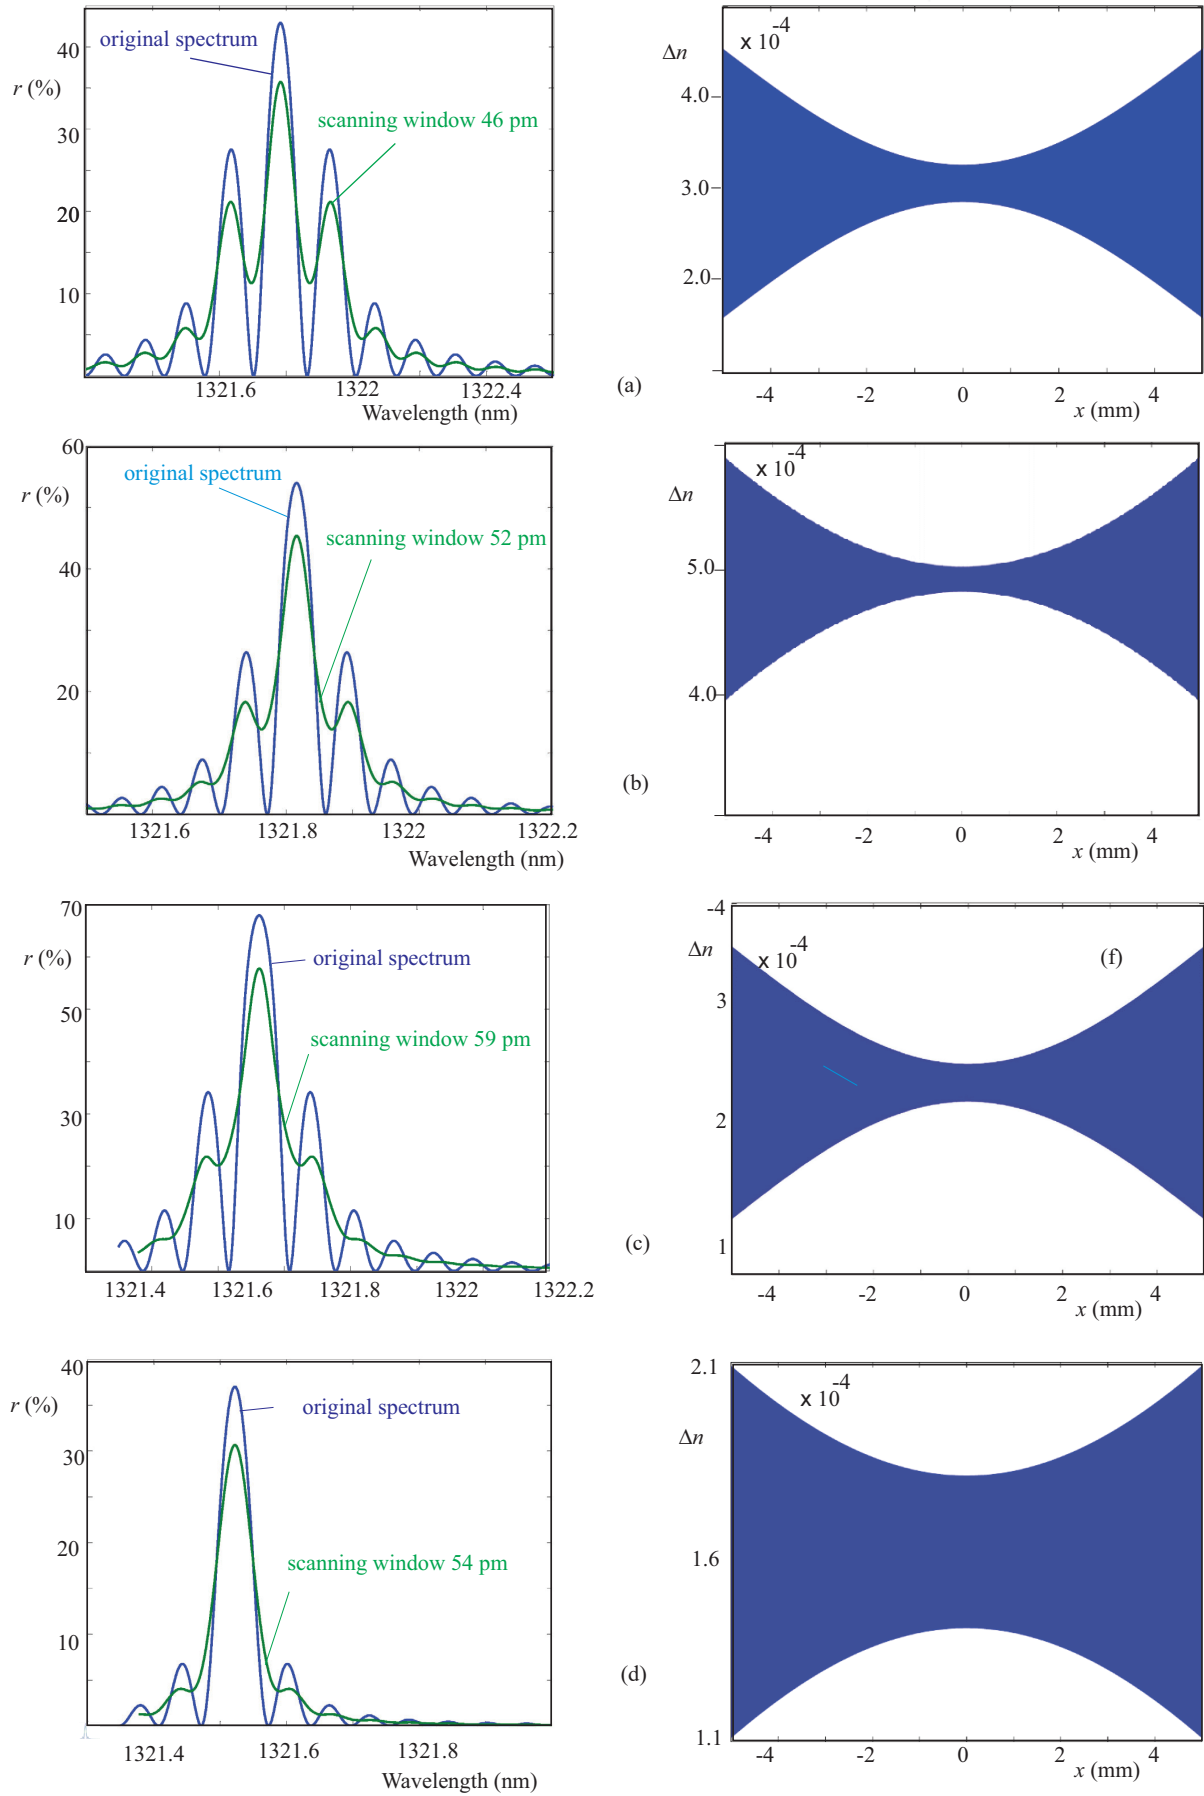 40
original spectrum
r (%)
scanning window 46 pm
30
20
10
1321.6
1322
1322.4
Wavelength (nm)
Δn
x 10-4
4.0
3.0
2.0
(a)
-4
-2
0
2
4
x (mm)
60
original spectrum
r (%)
scanning window 52 pm
40
20
1321.6
1321.8
1322
1322.2
Wavelength (nm)
x 10-4
Δn
5.0
4.0
(b)
-4
-2
0
2
4
x (mm)
70
r (%)
original spectrum
50
scanning window 59 pm
30
10
1321.4
1321.6
1321.8
1322
1322.2
-4
Δn
x 10-4
(f)
3
2
1
(c)
-4
-2
0
2
4
x (mm)
40
r (%)
original spectrum
30
20
scanning window 54 pm
10
1321.4
1321.6
1321.8
Wavelength (nm)
2.1
x 10-4
Δn
1.6
1.1
(d)
-4
-2
0
2
4
x (mm)